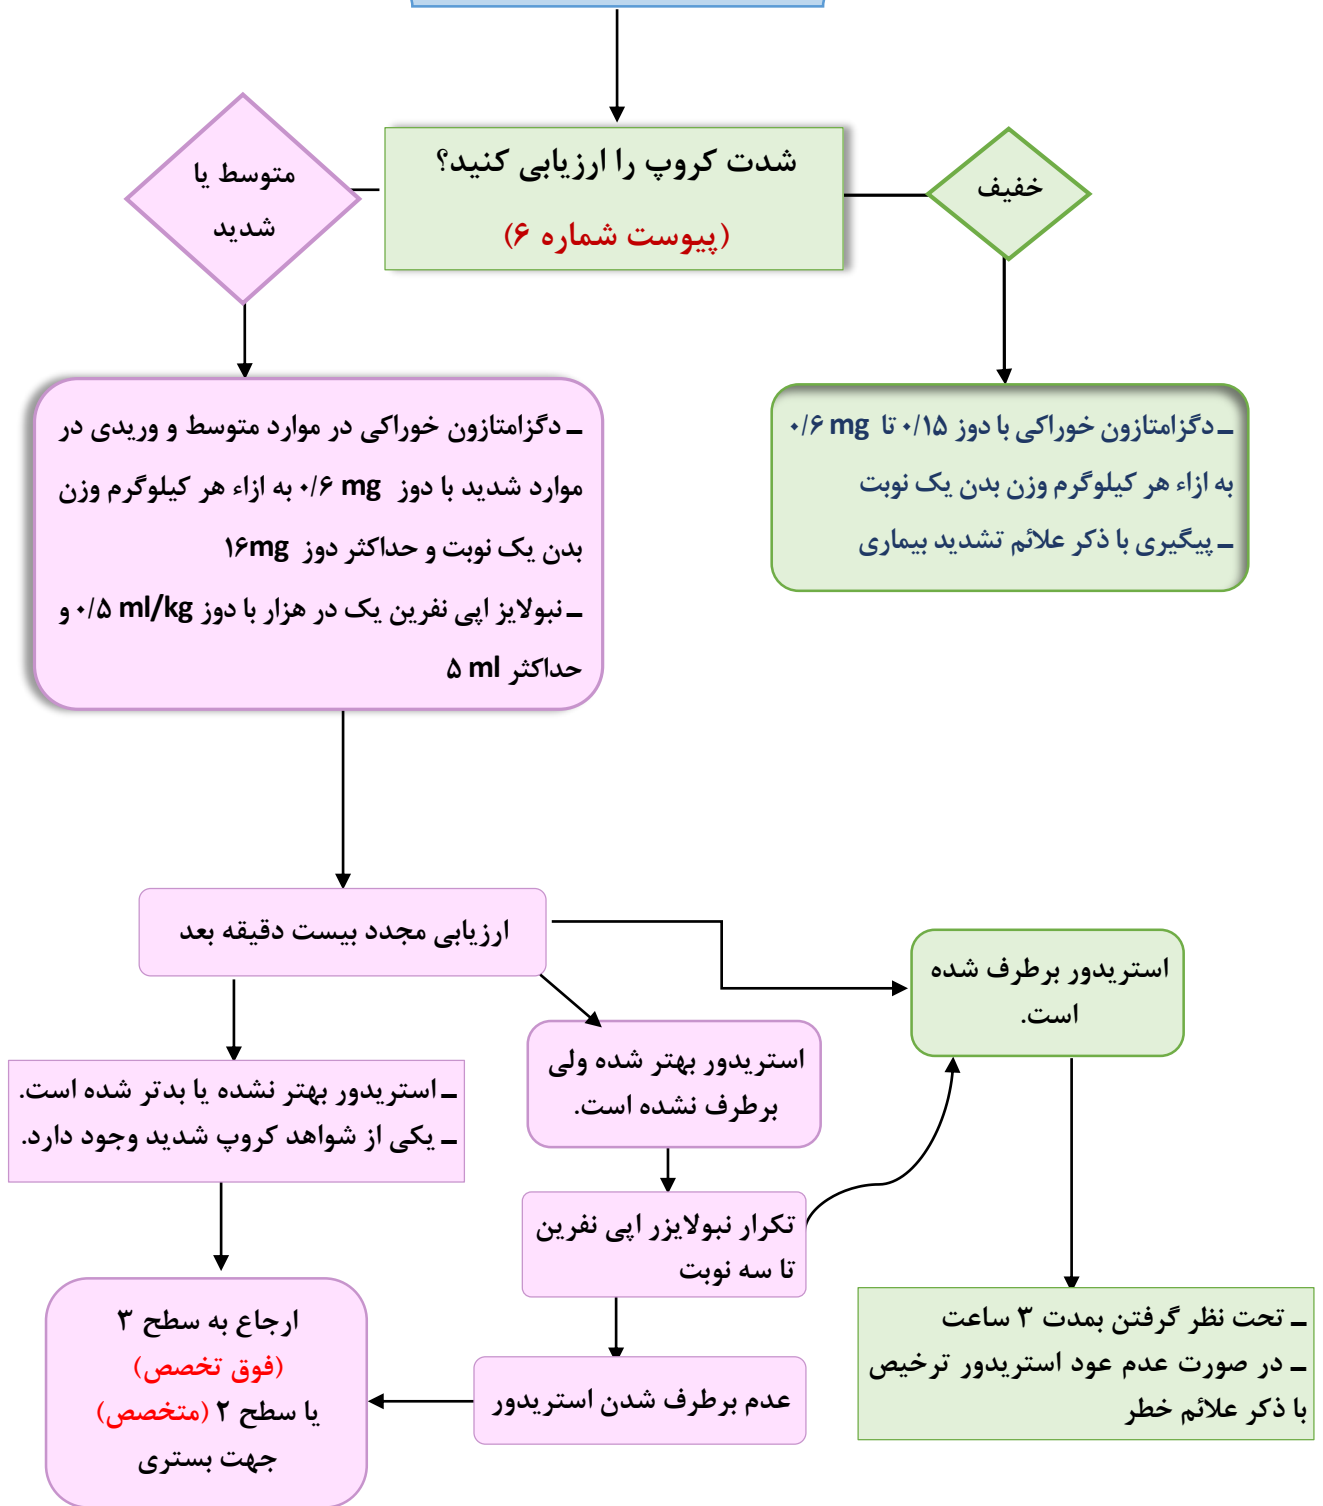 شدت کروپ را ارزیابی کنید؟
(پیوست شماره ۶)
خفیف
متوسط یا
شدید
ـ دگزامتازون خوراکی با دوز ۰/۱۵ تا ۰/۶ mg
به ازاء هر کیلوگرم وزن بدن یک نوبت
ـ پیگیری با ذکر علائم تشدید بیماری
ـ دگزامتازون خوراکی در موارد متوسط و وریدی در
موارد شدید با دوز ۰/۶ mg به ازاء هر کیلوگرم وزن
بدن یک نوبت و حداکثر دوز ۱۶mg
ـ نبولایز اپی نفرین یک در هزار با دوز ۰/۵ ml/kg و
حداکثر ۵ ml
ارزیابی مجدد بیست دقیقه بعد
استریدور برطرف شده
است.
استریدور بهتر شده ولی
برطرف نشده است.
ـ استریدور بهتر نشده یا بدتر شده است.
ـ یکی از شواهد کروپ شدید وجود دارد.
تکرار نبولایزر اپی نفرین
تا سه نوبت
ـ تحت نظر گرفتن بمدت ۳ ساعت
ـ در صورت عدم عود استریدور ترخیص
با ذکر علائم خطر
عدم برطرف شدن استریدور
ارجاع به سطح ۳
(فوق تخصص)
یا سطح ۲ (متخصص)
جهت بستری